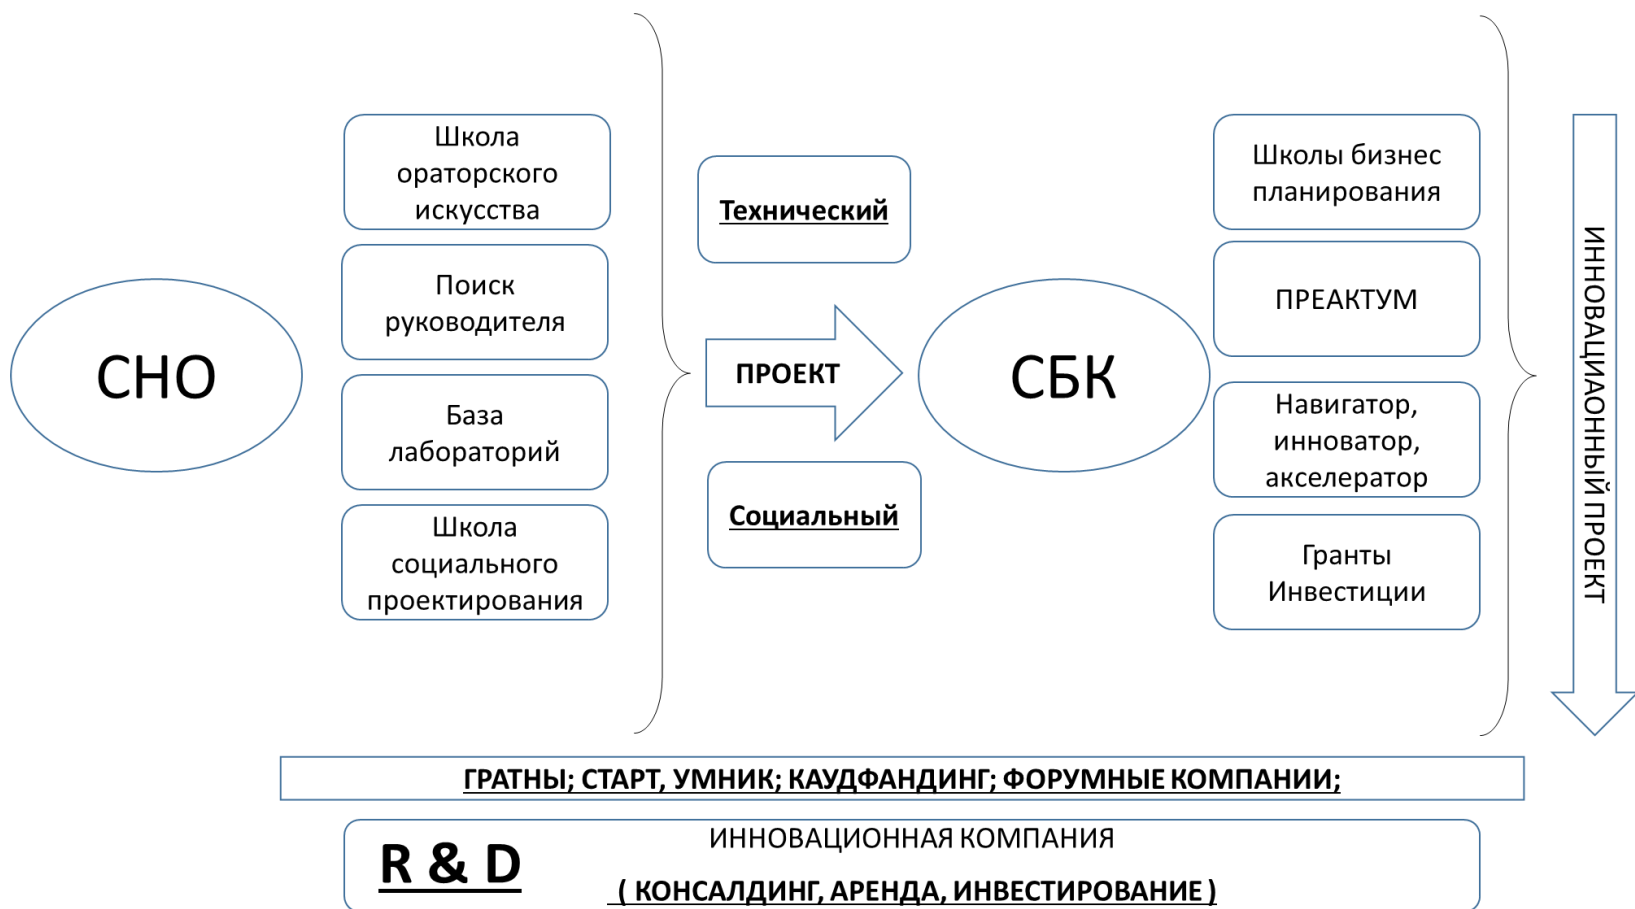 СНО
Школа
ораторского
искусства
Поиск
руководителя
База
лабораторий
Школа
социального
проектирования
Технический
ПРОЕКТ
Социальный
СБК
Школы бизнес
планирования
ПРЕАКТУМ
Навигатор,
инноватор,
акселератор
Гранты
Инвестиции
ИННОВАЦИАОННЫЙ ПРОЕКТ
ГРАТНЫ; СТАРТ, УМНИК; КАУДФАНДИНГ; ФОРУМНЫЕ КОМПАНИИ;
R & D
ИННОВАЦИОННАЯ КОМПАНИЯ
( КОНСАЛДИНГ, АРЕНДА, ИНВЕСТИРОВАНИЕ )